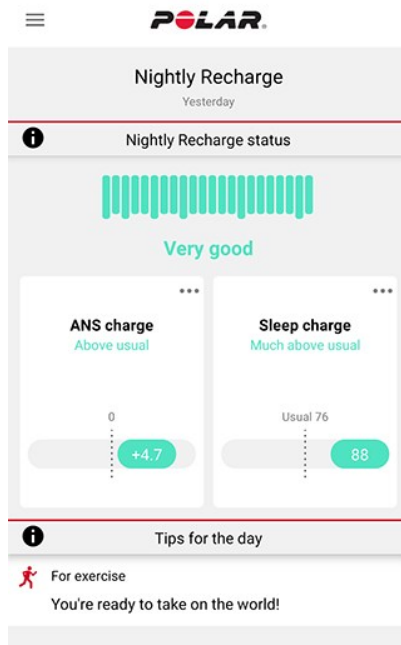 POLAR.
Nightly Recharge
Yesterday
Nightly Recharge status
Very good
ANS charge
Above usual
0
+4.7
Sleep charge
Much above usual
Usual 76
88
Tips for the day
For exercise
You're ready to take on the world!